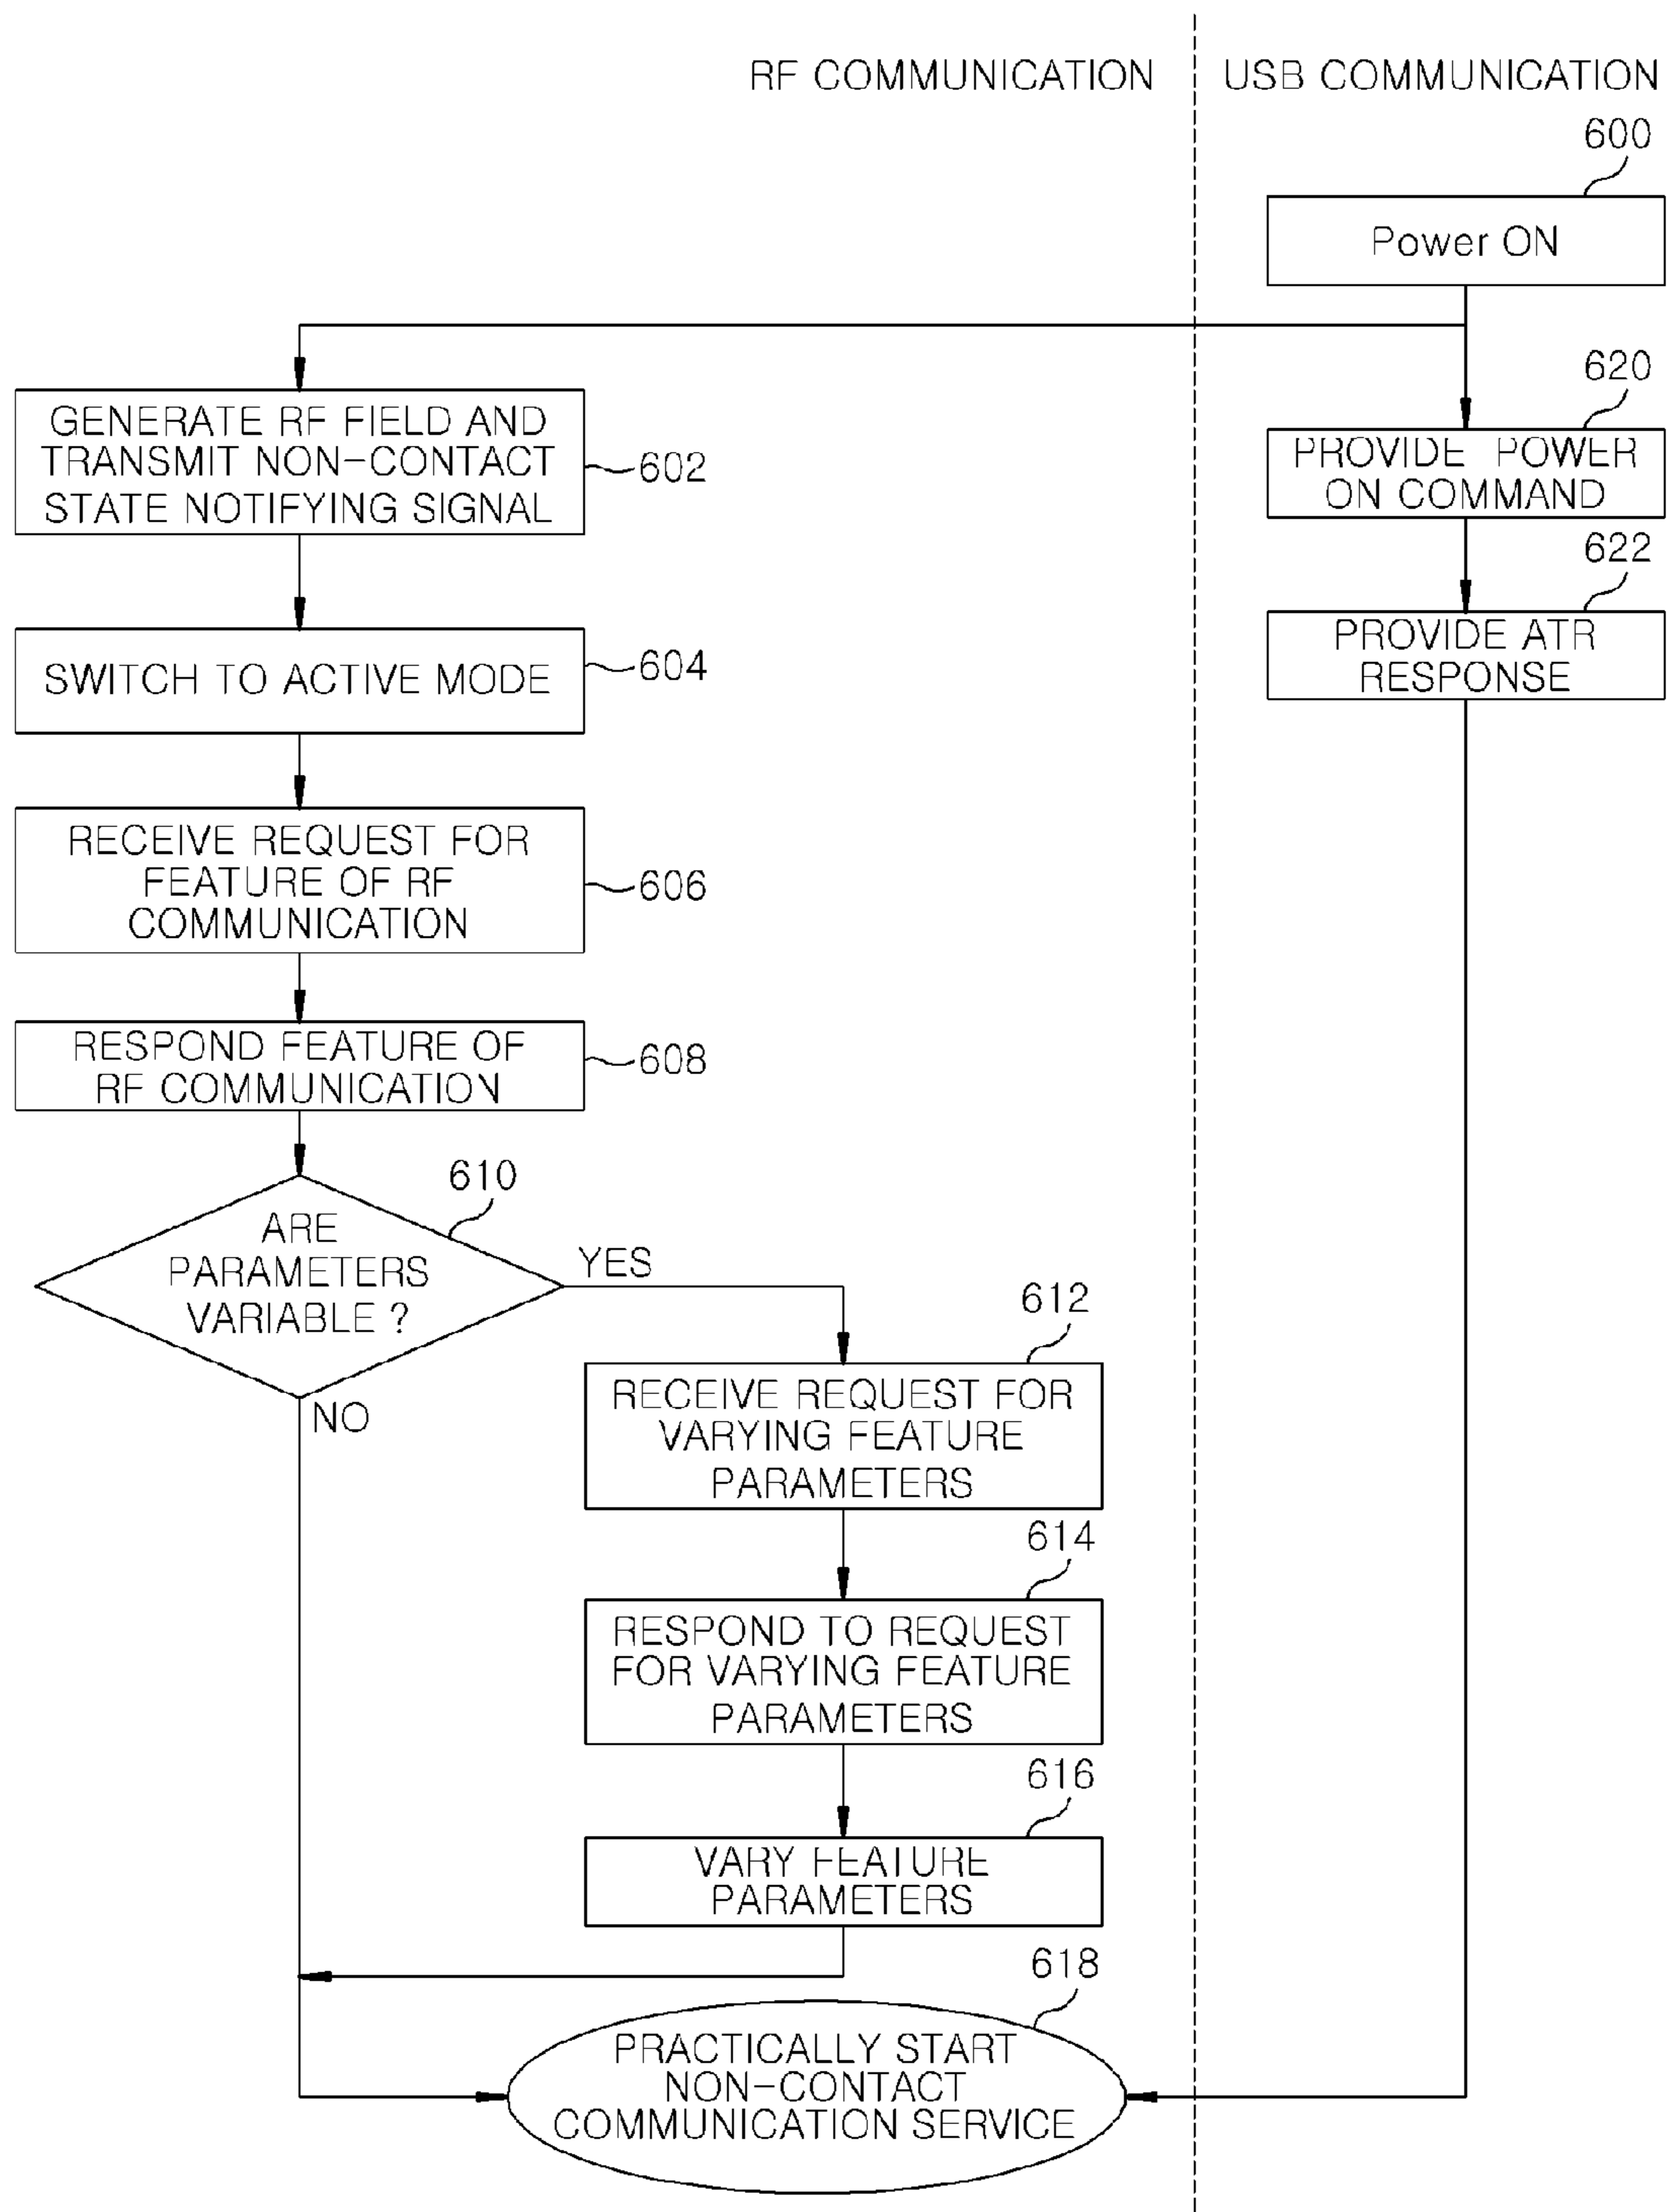 RF COMMUNICATION
USB COMMUNICATION
600
Power ON
620
PROVIDE POWER
ON COMMAND
622
PROVIDE ATR
RESPONSE
GENERATE RF FIELD AND
TRANSMIT NON-CONTACT
STATE NOTIFYING SIGNAL
602
SWITCH TO ACTIVE MODE
604
RECEIVE REQUEST FOR
FEATURE OF RF
COMMUNICATION
606
RESPOND FEATURE OF
RF COMMUNICATION
608
610
ARE
PARAMETERS
VARIABLE ?
YES
NO
612
RECEIVE REQUEST FOR
VARYING FEATURE
PARAMETERS
614
RESPOND TO REQUEST
FOR VARYING FEATURE
PARAMETERS
616
VARY FEATURE
PARAMETERS
618
PRACTICALLY START
NON-CONTACT
COMMUNICATION SERVICE